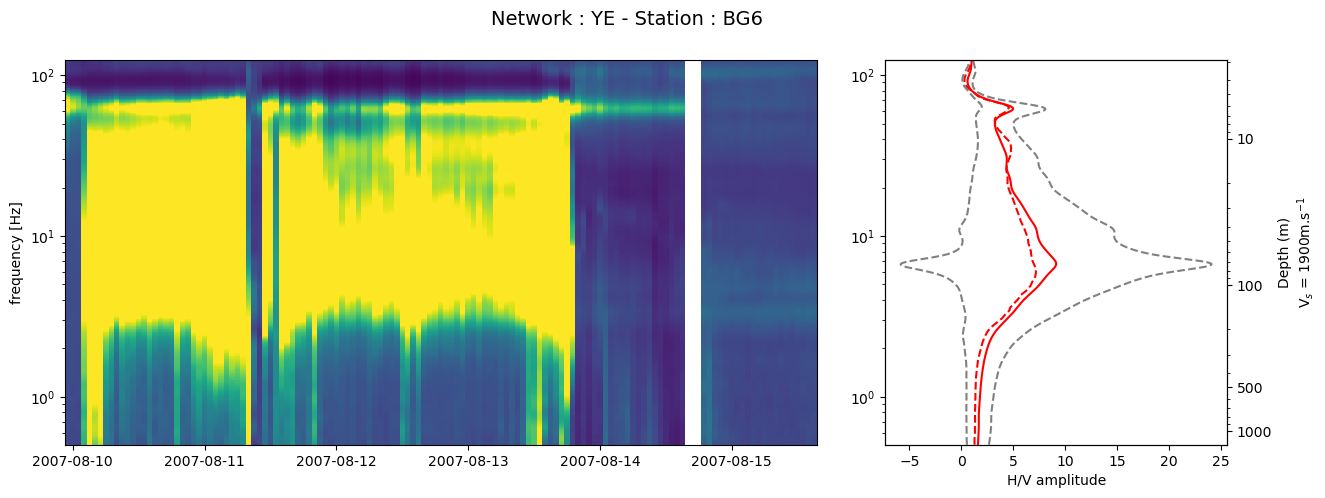 Network : YE - Station : BG6
frequency [Hz]
10²
10¹
10⁰
2007-08-10 2007-08-11 2007-08-12 2007-08-13 2007-08-14 2007-08-15
10²
10¹
10⁰
−5 0 5 10 15 20 25
H/V amplitude
10
100
500
1000
Depth (m)
Vₛ = 1900m.s⁻¹